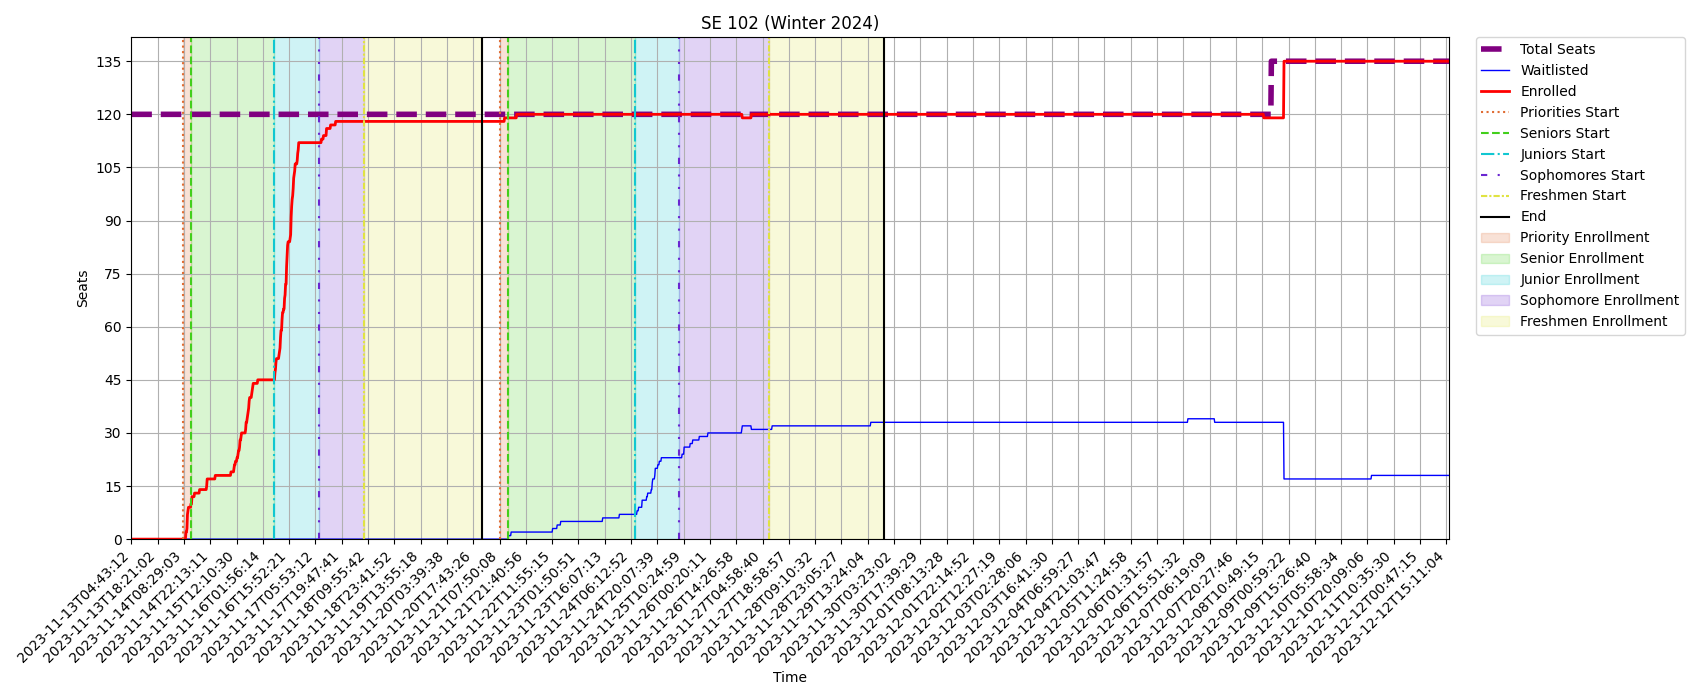 SE 102 (Winter 2024)
Seats
135
120
105
90
75
60
45
30
15
0
2023-11-13T04:43:12
2023-11-13T18:21:02
2023-11-14T08:29:03
2023-11-14T22:13:11
2023-11-15T12:10:30
2023-11-16T01:56:14
2023-11-16T15:52:21
2023-11-17T05:53:12
2023-11-17T19:47:41
2023-11-18T09:55:42
2023-11-18T23:41:52
2023-11-19T13:55:18
2023-11-20T03:39:38
2023-11-20T17:43:26
2023-11-21T07:50:08
2023-11-21T21:40:56
2023-11-22T11:55:15
2023-11-23T01:50:51
2023-11-23T16:07:13
2023-11-24T06:12:52
2023-11-24T20:07:39
2023-11-25T10:24:59
2023-11-26T00:20:11
2023-11-26T14:26:58
2023-11-27T04:58:40
2023-11-27T18:58:57
2023-11-28T09:10:32
2023-11-28T23:05:27
2023-11-29T13:24:04
2023-11-30T03:23:02
2023-11-30T17:39:29
2023-12-01T08:13:28
2023-12-01T22:14:52
2023-12-02T12:27:19
2023-12-03T02:28:06
2023-12-03T16:41:30
2023-12-04T06:59:27
2023-12-04T21:03:47
2023-12-05T11:24:58
2023-12-06T01:31:57
2023-12-06T15:51:32
2023-12-07T06:19:09
2023-12-07T20:27:46
2023-12-08T10:49:15
2023-12-09T00:59:22
2023-12-09T15:26:40
2023-12-10T05:58:34
2023-12-10T20:09:06
2023-12-11T10:35:30
2023-12-12T00:47:15
2023-12-12T15:11:04
Time
Total Seats
Waitlisted
Enrolled
Priorities Start
Seniors Start
Juniors Start
Sophomores Start
Freshmen Start
End
Priority Enrollment
Senior Enrollment
Junior Enrollment
Sophomore Enrollment
Freshmen Enrollment